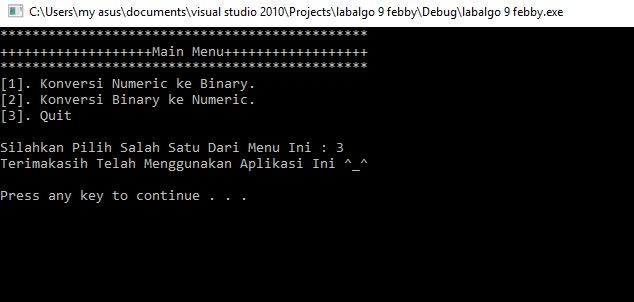 C:\Users\my asus\documents\visual studio 2010\Projects\labalgo 9 febby\Debug\labalgo 9 febby.exe
**********************************************
+++++++++++++++++++Main Menu++++++++++++++++++
**********************************************
[1]. Konversi Numeric ke Binary.
[2]. Konversi Binary ke Numeric.
[3]. Quit
Silahkan Pilih Salah Satu Dari Menu Ini : 3
Terimakasih Telah Menggunakan Aplikasi Ini ^_^
Press any key to continue . . .